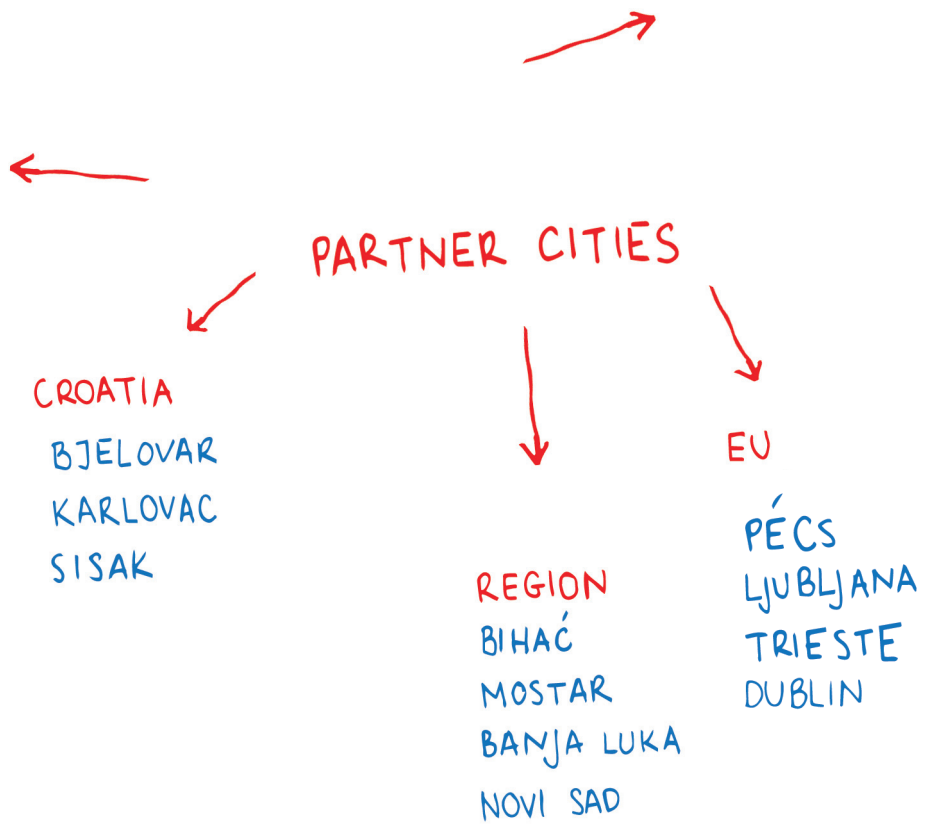 PARTNER CITIES
CROATIA
BJELOVAR
KARLOVAC
SISAK
REGION
BIHAĆ
MOSTAR
BANJA LUKA
NOVI SAD
EU
PÉCS
LJUBLJANA
TRIESTE
DUBLIN